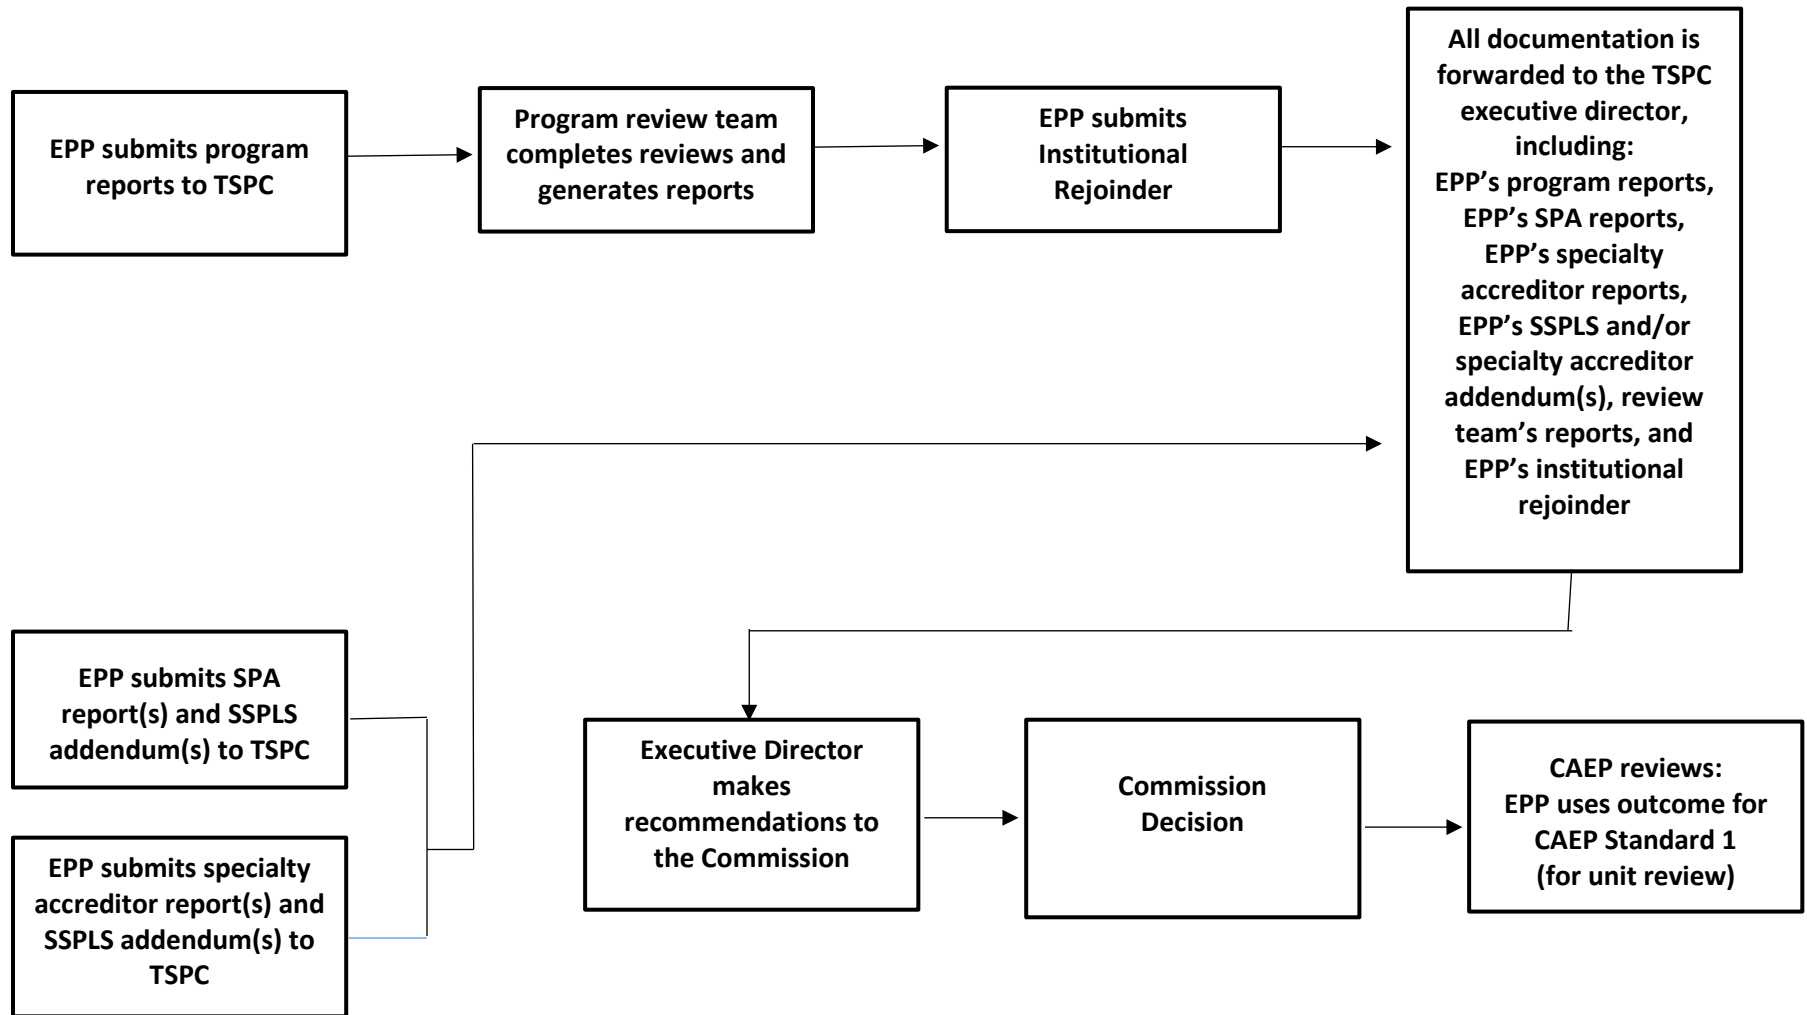 EPP submits program
reports to TSPC
Program review team
completes reviews and
generates reports
EPP submits
Institutional
Rejoinder
All documentation is
forwarded to the TSPC
executive director,
including:
EPP’s program reports,
EPP’s SPA reports,
EPP’s specialty
accreditor reports,
EPP’s SSPLS and/or
specialty accreditor
addendum(s), review
team’s reports, and
EPP’s institutional
rejoinder
EPP submits SPA
report(s) and SSPLS
addendum(s) to TSPC
EPP submits specialty
accreditor report(s) and
SSPLS addendum(s) to
TSPC
Executive Director
makes
recommendations to
the Commission
Commission
Decision
CAEP reviews:
EPP uses outcome for
CAEP Standard 1
(for unit review)